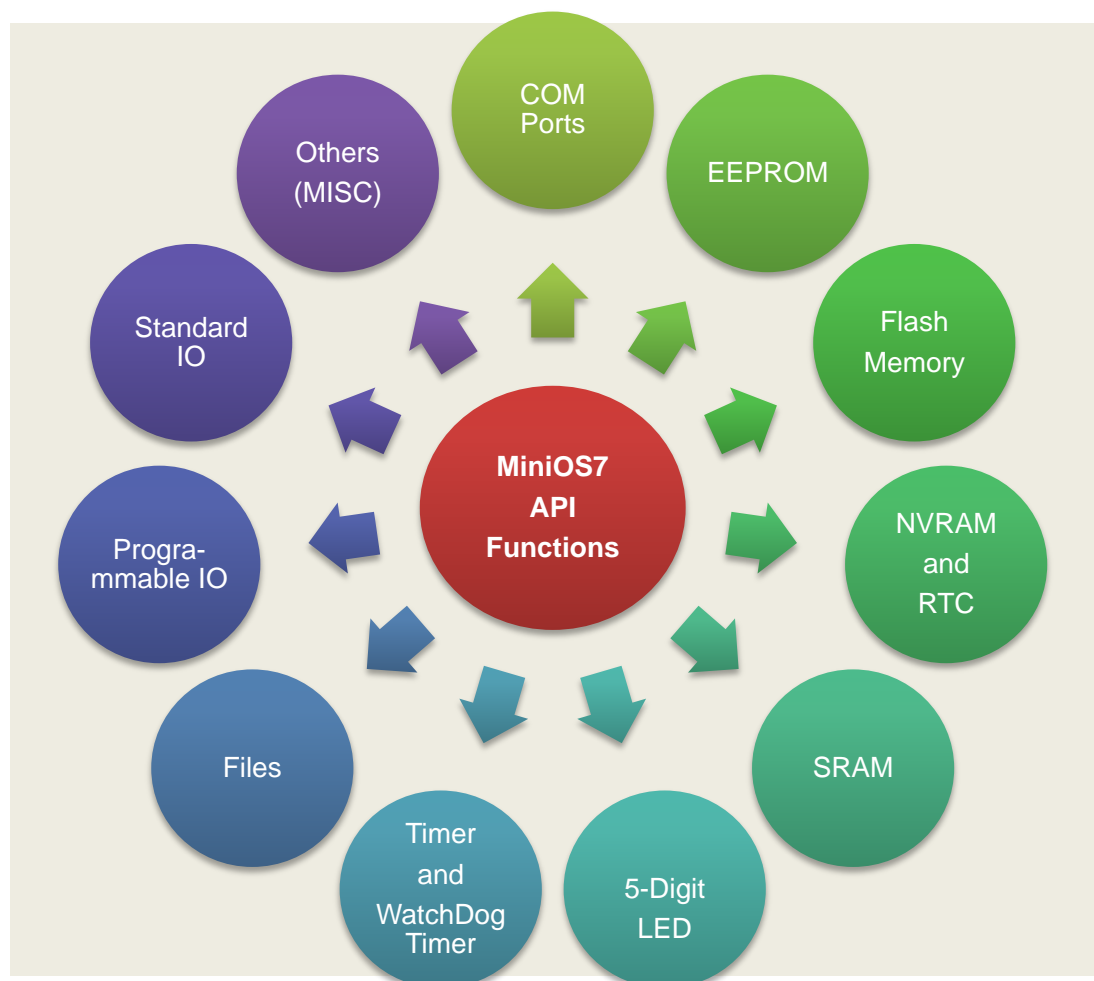 COM
Ports
EEPROM
Flash
Memory
NVRAM
and
RTC
SRAM
5-Digit
LED
Timer
and
WatchDog
Timer
Files
Progra-
mmable IO
Standard
IO
Others
(MISC)
MiniOS7
API
Functions